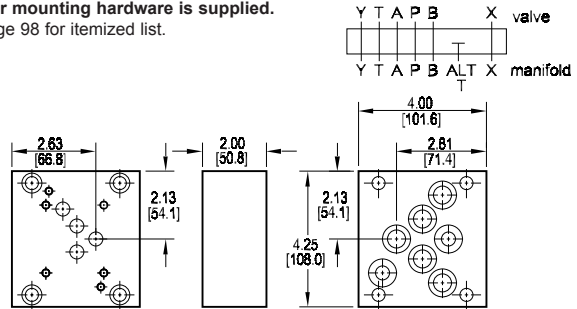 r mounting hardware is supplied.
ge 98 for itemized list.
Y T A P B X valve
T
Y T A P B ALT X manifold
T
4.00
[101.6]
2.63
[66.8]
2.00
[50.8]
2.81
[71.4]
2.13
[54.1]
2.13
[54.1]
4.25
[108.0]